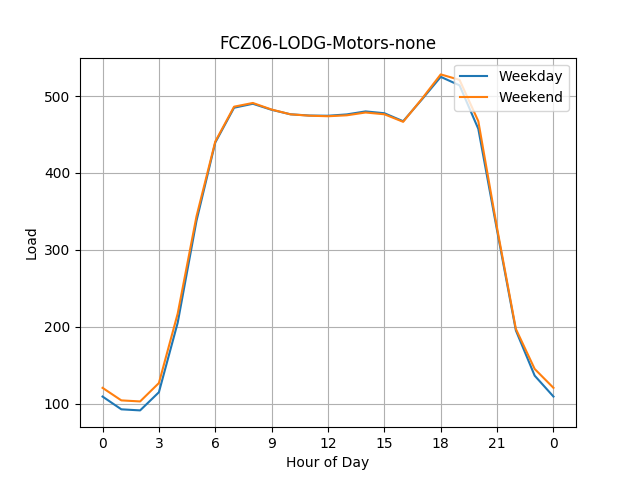 FCZ06-LODG-Motors-none
Weekday
Weekend
500
400
300
200
100
Load
0 3 6 9 12 15 18 21 0
Hour of Day